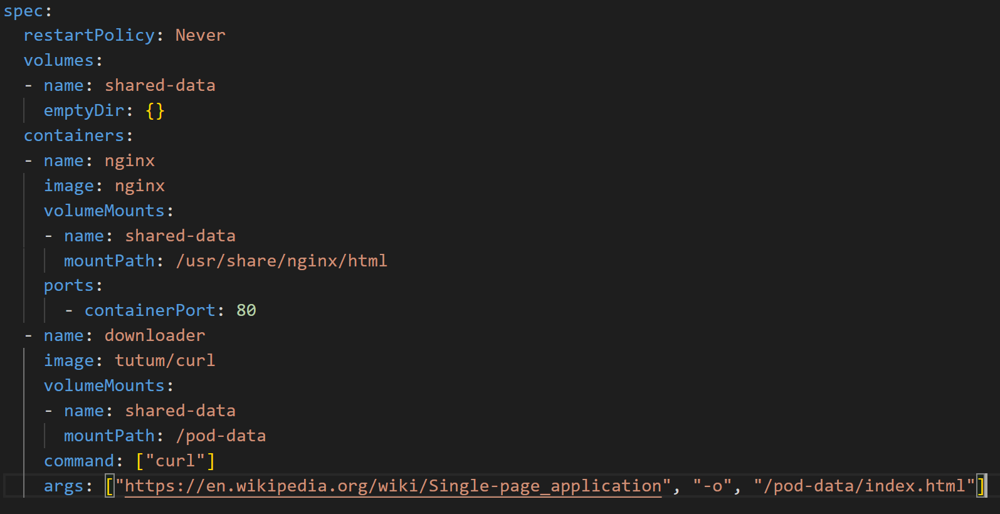 spec:
  restartPolicy: Never
  volumes:
  - name: shared-data
    emptyDir: {}
  containers:
  - name: nginx
    image: nginx
    volumeMounts:
    - name: shared-data
      mountPath: /usr/share/nginx/html
    ports:
      - containerPort: 80
  - name: downloader
    image: tutum/curl
    volumeMounts:
    - name: shared-data
      mountPath: /pod-data
    command: ["curl"]
    args: ["https://en.wikipedia.org/wiki/Single-page_application", "-o", "/pod-data/index.html"]